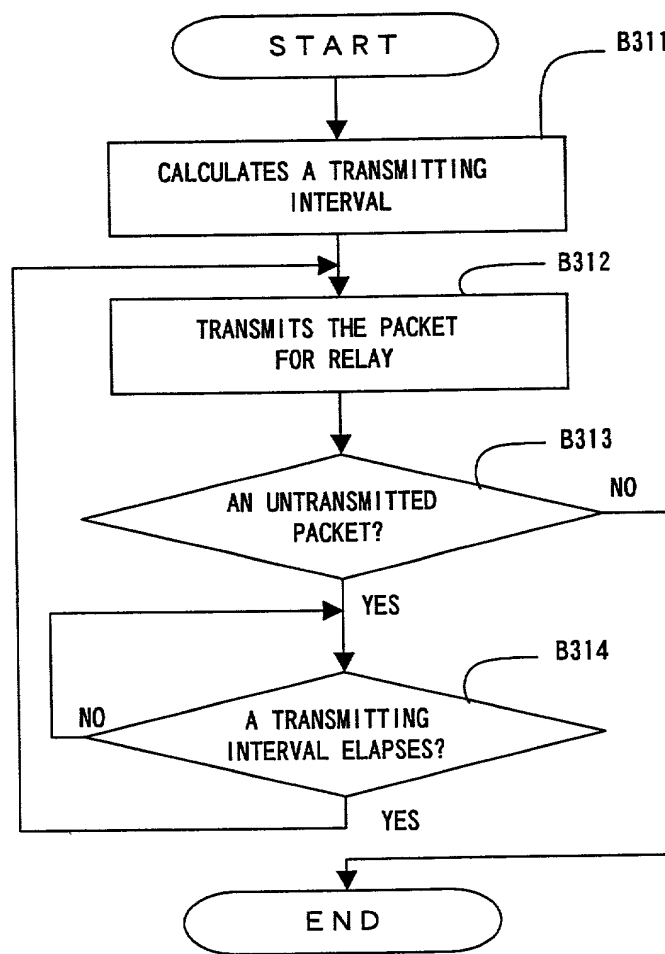 START
B311
CALCULATES A TRANSMITTING
INTERVAL
B312
TRANSMITS THE PACKET
FOR RELAY
B313
AN UNTRANSMITTED
PACKET?
NO
YES
B314
NO
A TRANSMITTING
INTERVAL ELAPSES?
YES
END